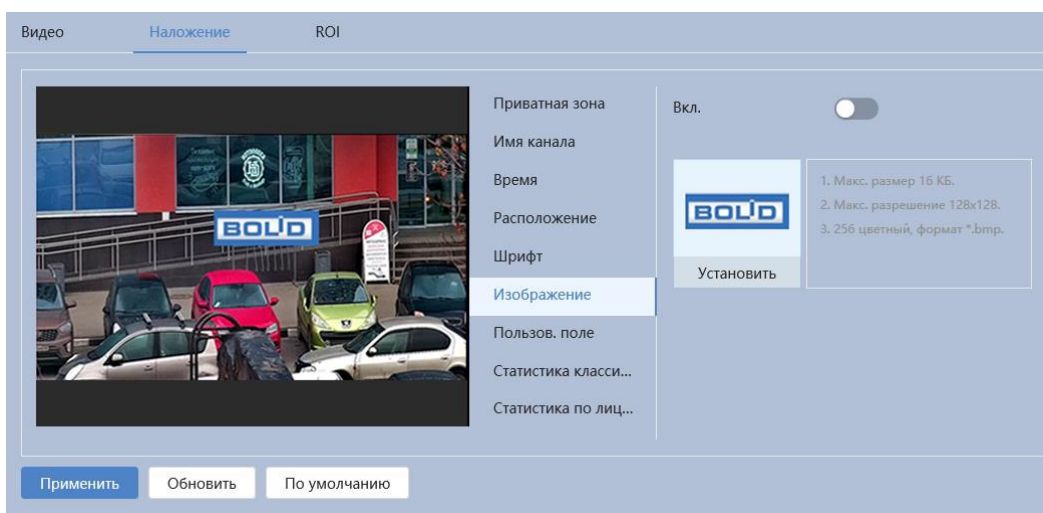 Видео
Наложение
ROI
BOLID
Приватная зона
Имя канала
Время
Расположение
Шрифт
Изображение
Пользов. поле
Статистика класси...
Статистика по лиц...
Вкл.
BOLID
Установить
1. Макс. размер 16 КБ.
2. Макс. разрешение 128x128.
3. 256 цветный, формат *.bmp.
Применить
Обновить
По умолчанию